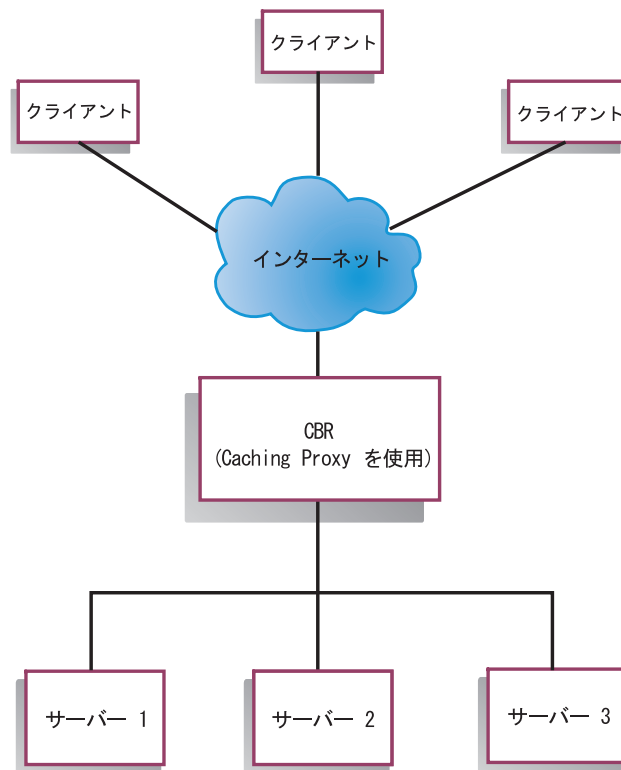 クライアント
クライアント
クライアント
インターネット
CBR
(Caching Proxy を使用)
サーバー 1
サーバー 2
サーバー 3